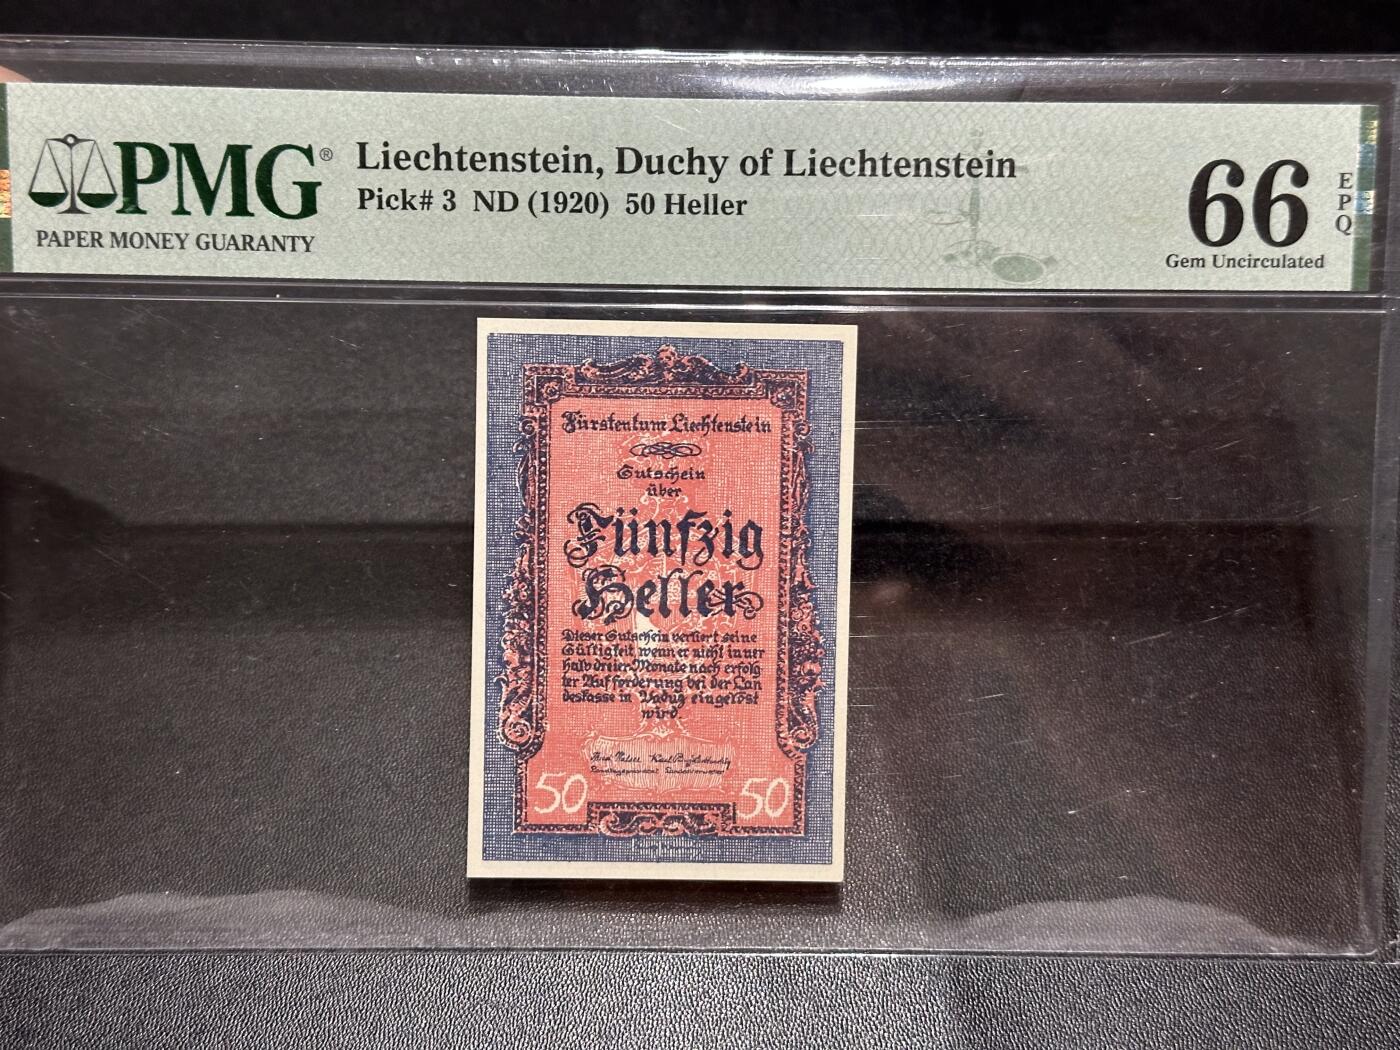 PMG®
PAPER MONEY GUARANTY
Liechtenstein, Duchy of Liechtenstein
Pick# 3 ND (1920) 50 Heller
66
EPQ
Gem Uncirculated
Fürstentum Liechtenstein
Gutschein
über
Fünfzig
Heller
Dieser Gutschein verliert seine
Gültigkeit, wenn er nicht inner
halb dreier Monate nach erfolg
ter Aufforderung bei der Lan
deskasse in Vaduz eingelöst
wird.
50 50